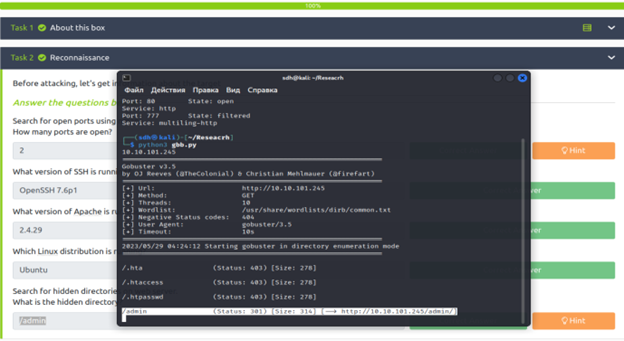 100%
Task 1 About this box
Task 2 Reconnaissance
Before attacking, let's get in
Answer the questions b
Search for open ports using
How many ports are open?
2
Hint
What version of SSH is runn
OpenSSH 7.6p1
ver
What version of Apache is ru
2.4.29
Which Linux distribution is r
Ubuntu
ver
Search for hidden directorie
What is the hidden directory
/admin
Hint
sdh@kali: ~/Reseacrh
Файл Действия Правка Вид Справка
Port: 80 State: open
Service: http
Port: 777 State: filtered
Service: multiling-http
(sdh㉿kali)-[~/Reseacrh]
$ python3 gbb.py
10.10.101.245
Gobuster v3.5
by OJ Reeves (@TheColonial) & Christian Mehlmauer (@firefart)
[+] Url: http://10.10.101.245
[+] Method: GET
[+] Threads: 10
[+] Wordlist: /usr/share/wordlists/dirb/common.txt
[+] Negative Status codes: 404
[+] User Agent: gobuster/3.5
[+] Timeout: 10s
2023/05/29 04:24:12 Starting gobuster in directory enumeration mode
/.hta (Status: 403) [Size: 278]
/.htaccess (Status: 403) [Size: 278]
/.htpasswd (Status: 403) [Size: 278]
/admin (Status: 301) [Size: 314] [--> http://10.10.101.245/admin/]